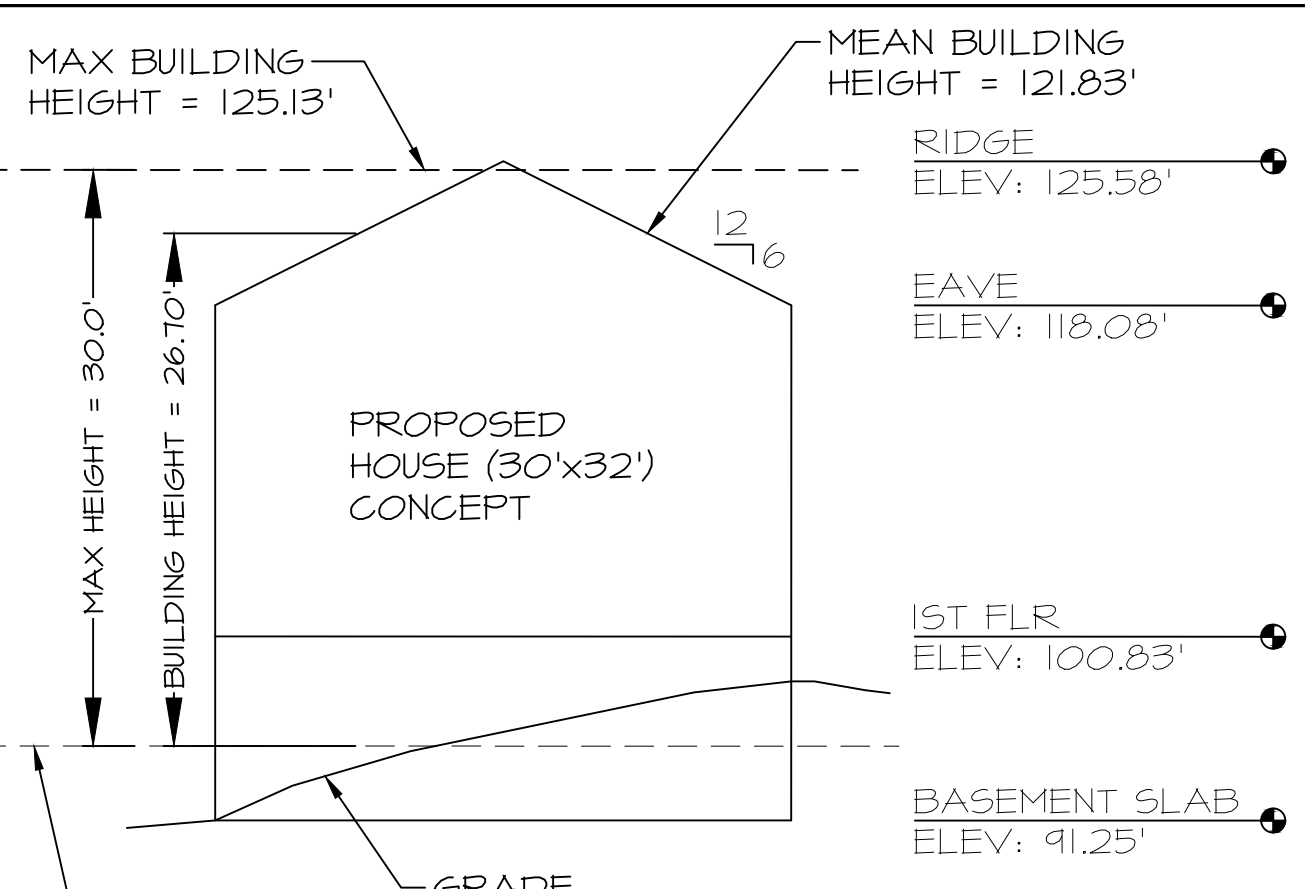 MAX BUILDING
HEIGHT = 125.13'
MEAN BUILDING
HEIGHT = 121.83'
RIDGE
ELEV: 125.58'
12
6
EAVE
ELEV: 118.08'
MAX HEIGHT = 30.0'
BUILDING HEIGHT = 26.70'
PROPOSED
HOUSE (30'x32')
CONCEPT
1ST FLR
ELEV: 100.83'
BASEMENT SLAB
ELEV: 91.25'
GRADE